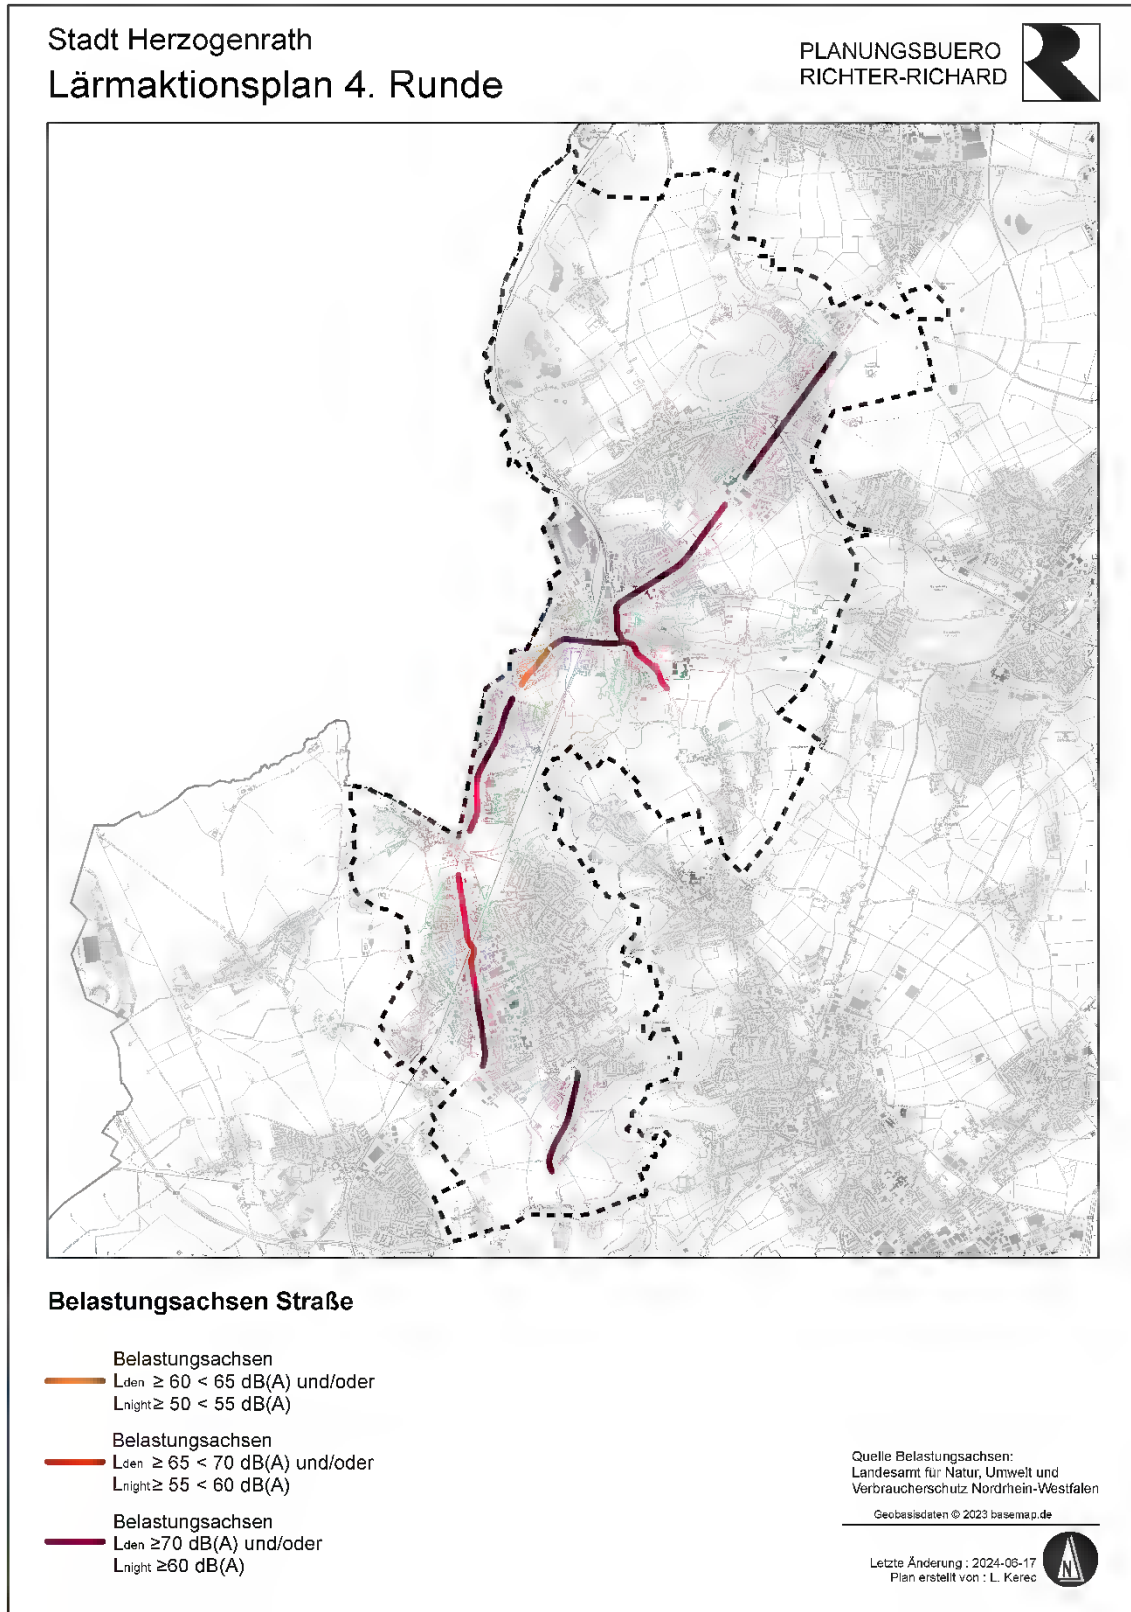 Stadt Herzogenrath
Lärmaktionsplan 4. Runde
PLANUNGSBUERO
RICHTER-RICHARD
Belastungsachsen Straße
Belastungsachsen
Lden ≥ 60 < 65 dB(A) und/oder
Lnight ≥ 50 < 55 dB(A)
Belastungsachsen
Lden ≥ 65 < 70 dB(A) und/oder
Lnight ≥ 55 < 60 dB(A)
Belastungsachsen
Lden ≥70 dB(A) und/oder
Lnight ≥60 dB(A)
Quelle Belastungsachsen:
Landesamt für Natur, Umwelt und
Verbraucherschutz Nordrhein-Westfalen
Geobasisdaten © 2023 basemap.de
Letzte Änderung : 2024-06-17
Plan erstellt von : L. Kerec
N